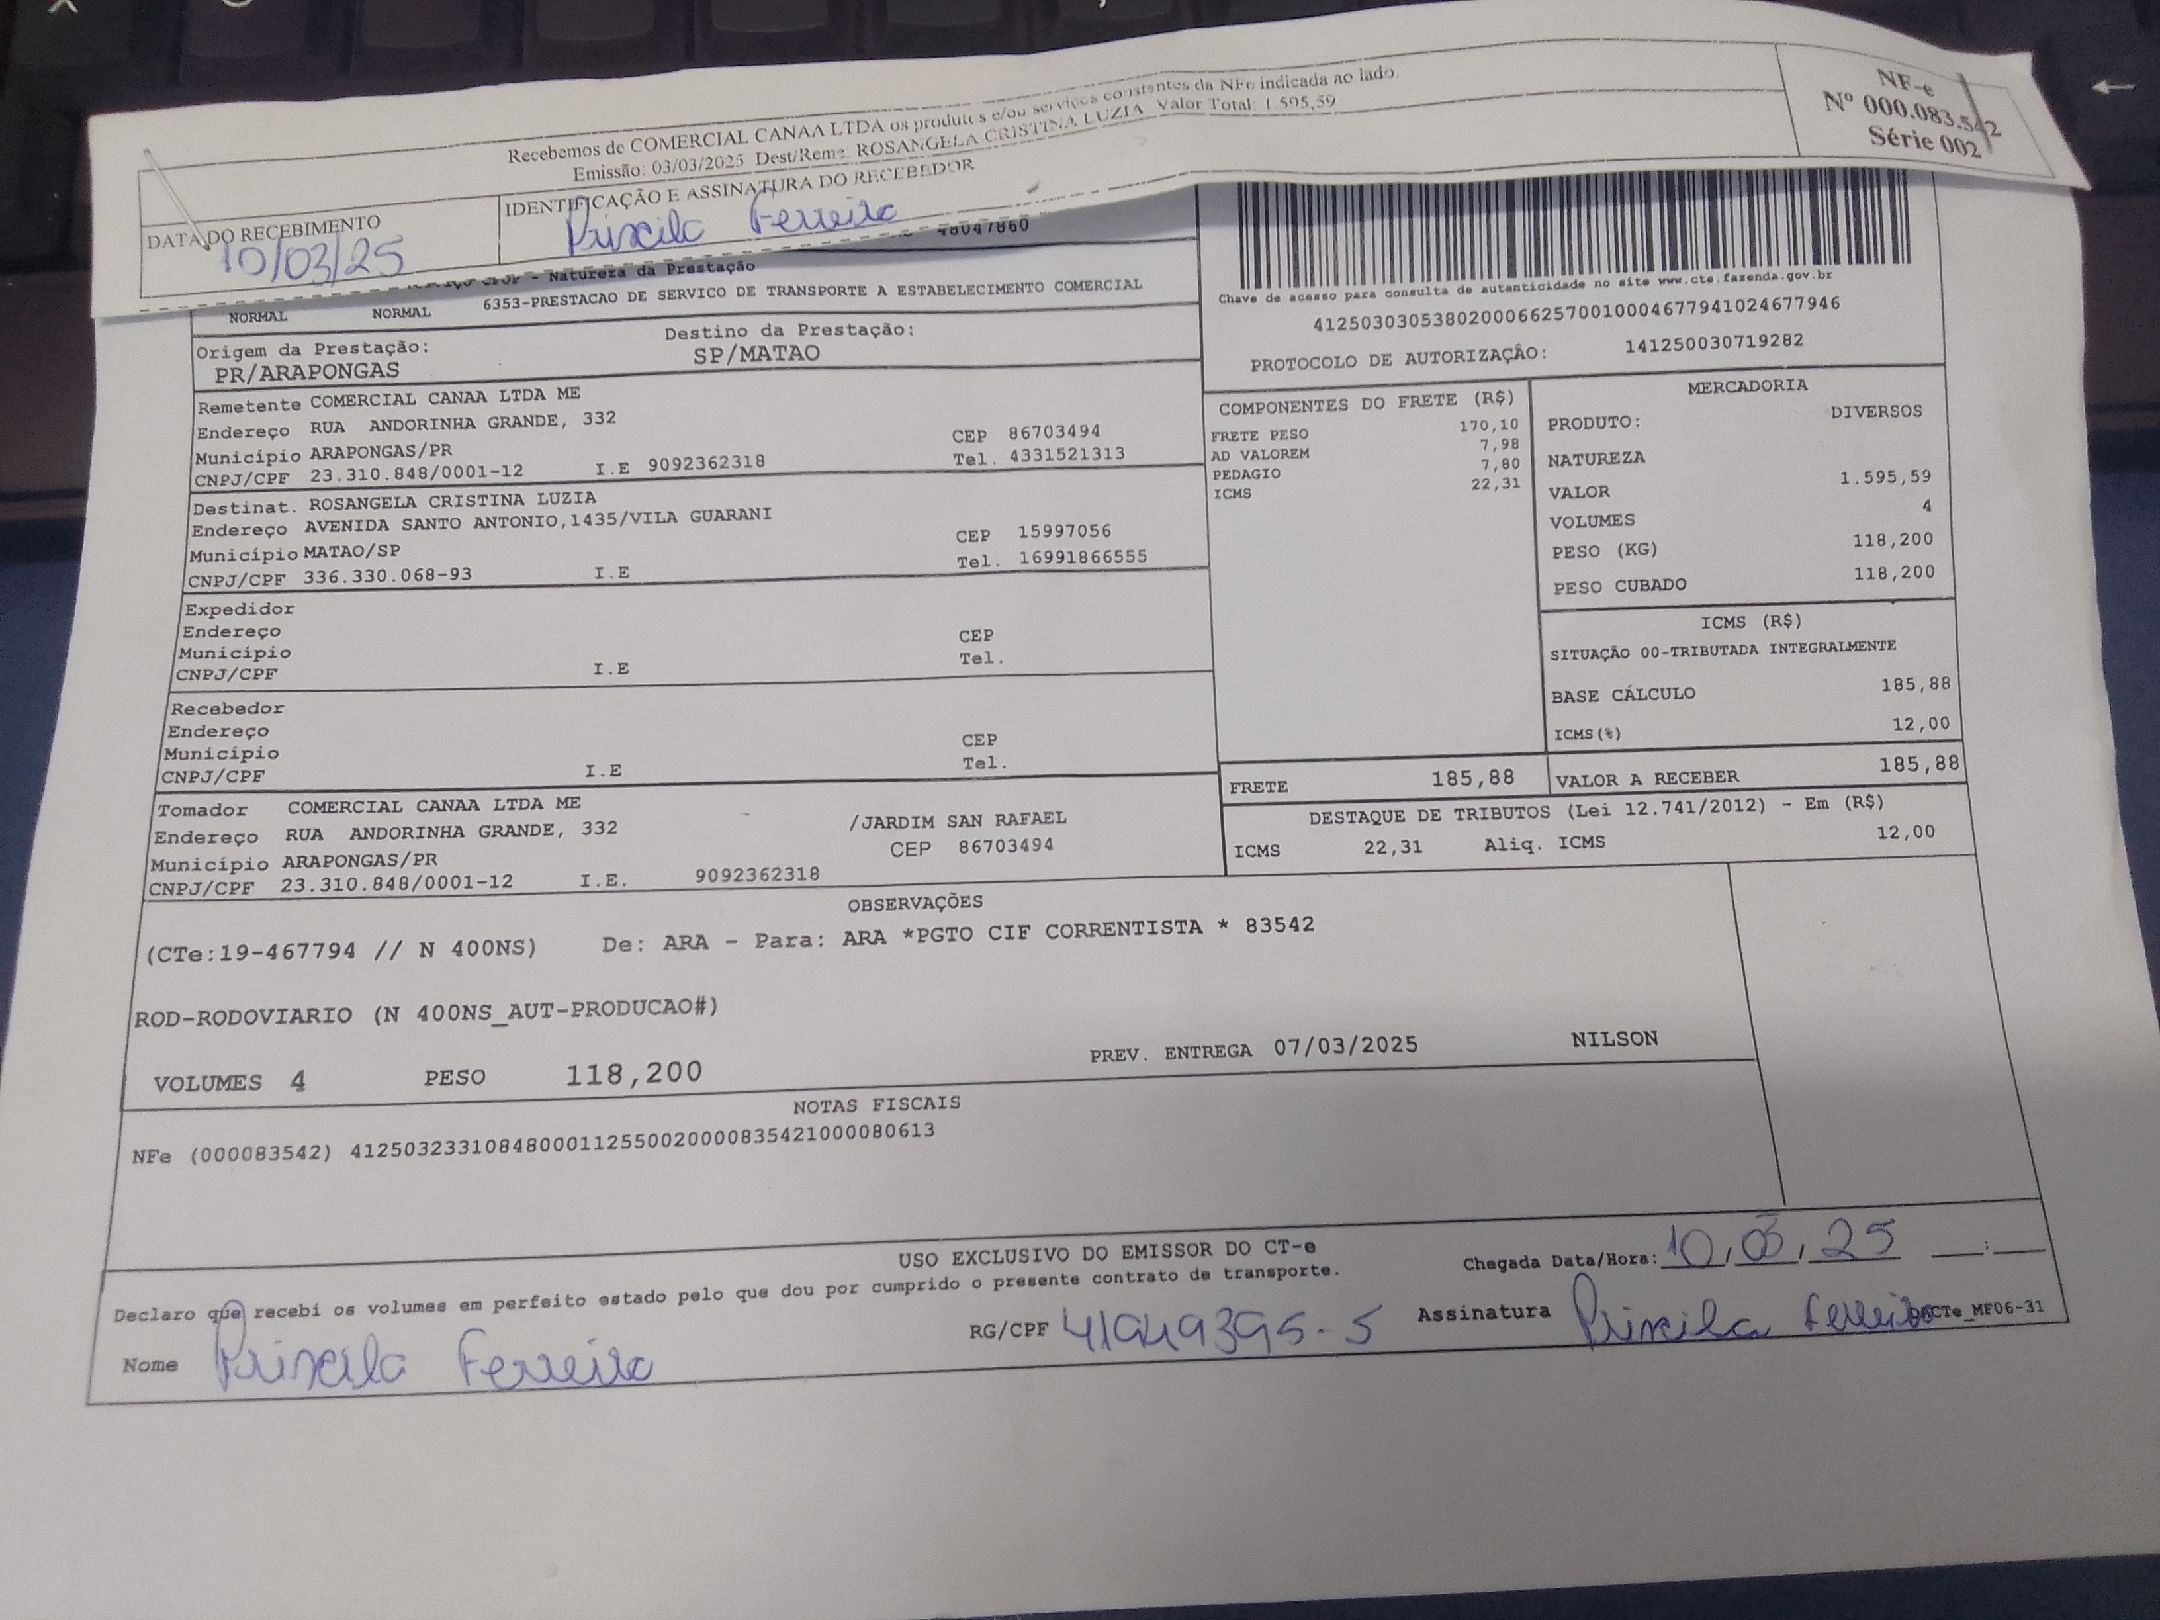 Recebemos de COMERCIAL CANAA LTDA os produtos e/ou serviços constantes da NFe indicada ao lado.
Emissão: 03/03/2025 Dest/Reme: ROSANGELA CRISTINA LUZIA Valor Total: 1.595,59
NF-e
Nº 000.083.542
Série 002
DATA DO RECEBIMENTO
10/03/25
IDENTIFICAÇÃO E ASSINATURA DO RECEBEDOR
Priscila Ferreira
48047860
- Natureza da Prestação
NORMAL NORMAL 6353-PRESTACAO DE SERVICO DE TRANSPORTE A ESTABELECIMENTO COMERCIAL
Chave de acesso para consulta de autenticidade no site www.cte.fazenda.gov.br
41250303053802000662570010004677941024677946
PROTOCOLO DE AUTORIZAÇÃO: 141250030719282
Origem da Prestação: Destino da Prestação:
PR/ARAPONGAS SP/MATAO
Remetente COMERCIAL CANAA LTDA ME
Endereço RUA ANDORINHA GRANDE, 332
Município ARAPONGAS/PR CEP 86703494
CNPJ/CPF 23.310.848/0001-12 I.E 9092362318 Tel. 4331521313
Destinat. ROSANGELA CRISTINA LUZIA
Endereço AVENIDA SANTO ANTONIO,1435/VILA GUARANI
Município MATAO/SP CEP 15997056
CNPJ/CPF 336.330.068-93 I.E Tel. 16991866555
Expedidor
Endereço
Município CEP
CNPJ/CPF I.E Tel.
Recebedor
Endereço
Município CEP
CNPJ/CPF I.E Tel.
Tomador COMERCIAL CANAA LTDA ME
Endereço RUA ANDORINHA GRANDE, 332 /JARDIM SAN RAFAEL
Município ARAPONGAS/PR CEP 86703494
CNPJ/CPF 23.310.848/0001-12 I.E. 9092362318
COMPONENTES DO FRETE (R$)
FRETE PESO 170,10
AD VALOREM 7,98
PEDAGIO 7,80
ICMS 22,31
MERCADORIA
PRODUTO: DIVERSOS
NATUREZA
VALOR 1.595,59
VOLUMES 4
PESO (KG) 118,200
PESO CUBADO 118,200
ICMS (R$)
SITUAÇÃO 00-TRIBUTADA INTEGRALMENTE
BASE CÁLCULO 185,88
ICMS(%) 12,00
FRETE 185,88 VALOR A RECEBER 185,88
DESTAQUE DE TRIBUTOS (Lei 12.741/2012) - Em (R$)
ICMS 22,31 Aliq. ICMS 12,00
OBSERVAÇÕES
(CTe:19-467794 // N 400NS) De: ARA - Para: ARA *PGTO CIF CORRENTISTA * 83542
ROD-RODOVIARIO (N 400NS_AUT-PRODUCAO#)
VOLUMES 4 PESO 118,200 PREV. ENTREGA 07/03/2025 NILSON
NOTAS FISCAIS
NFe (000083542) 41250323310848000112550020000835421000080613
USO EXCLUSIVO DO EMISSOR DO CT-e
Declaro que recebi os volumes em perfeito estado pelo que dou por cumprido o presente contrato de transporte.
Chegada Data/Hora: 10, 03, 25 __:__
Nome Priscila Ferreira RG/CPF 41949395-5 Assinatura Priscila Ferreira
CTe_MF06-31